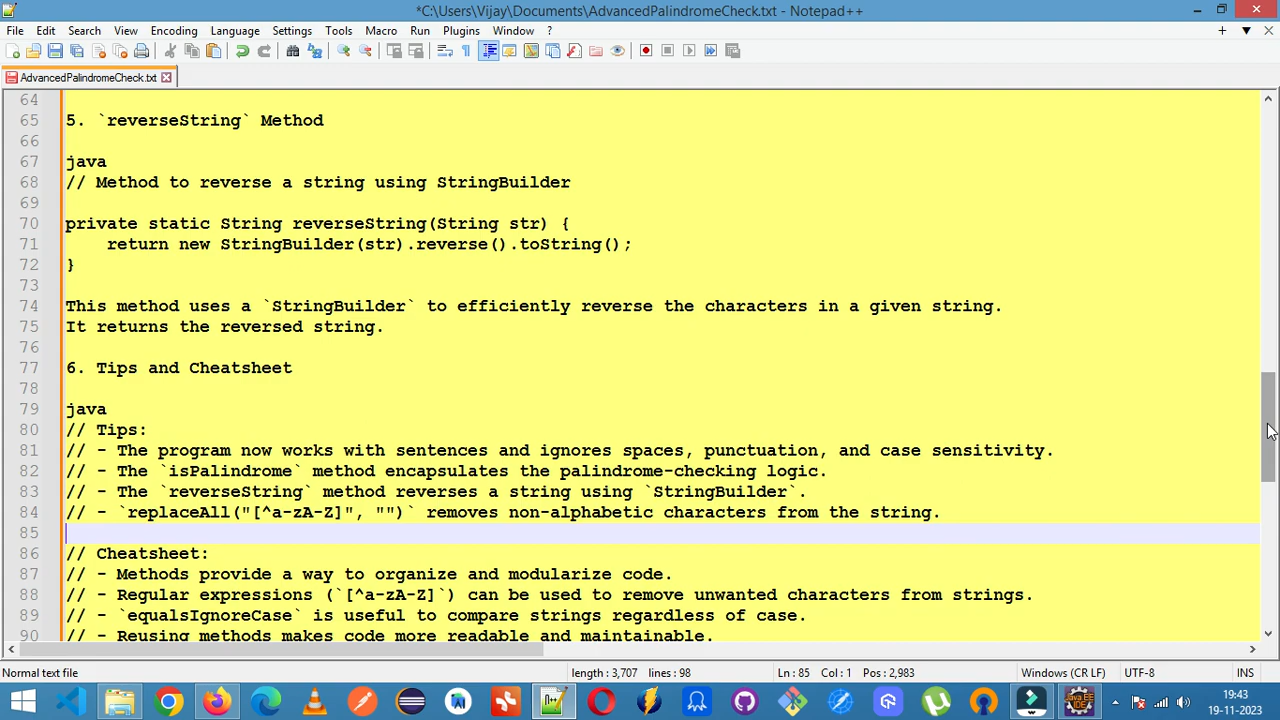 *C:\Users\Vijay\Documents\AdvancedPalindromeCheck.txt - Notepad++
File Edit Search View Encoding Language Settings Tools Macro Run Plugins Window ?
AdvancedPalindromeCheck.txt
64
65 5. `reverseString` Method
66
67 java
68 // Method to reverse a string using StringBuilder
69
70 private static String reverseString(String str) {
71     return new StringBuilder(str).reverse().toString();
72 }
73
74 This method uses a `StringBuilder` to efficiently reverse the characters in a given string.
75 It returns the reversed string.
76
77 6. Tips and Cheatsheet
78
79 java
80 // Tips:
81 // - The program now works with sentences and ignores spaces, punctuation, and case sensitivity.
82 // - The `isPalindrome` method encapsulates the palindrome-checking logic.
83 // - The `reverseString` method reverses a string using `StringBuilder`.
84 // - `replaceAll("[^a-zA-Z]", "")` removes non-alphabetic characters from the string.
85
86 // Cheatsheet:
87 // - Methods provide a way to organize and modularize code.
88 // - Regular expressions (`[^a-zA-Z]`) can be used to remove unwanted characters from strings.
89 // - `equalsIgnoreCase` is useful to compare strings regardless of case.
90 // - Reusing methods makes code more readable and maintainable.
Normal text file length : 3,707 lines : 98 Ln : 85 Col : 1 Pos : 2,983 Windows (CR LF) UTF-8 INS
19:43
19-11-2023